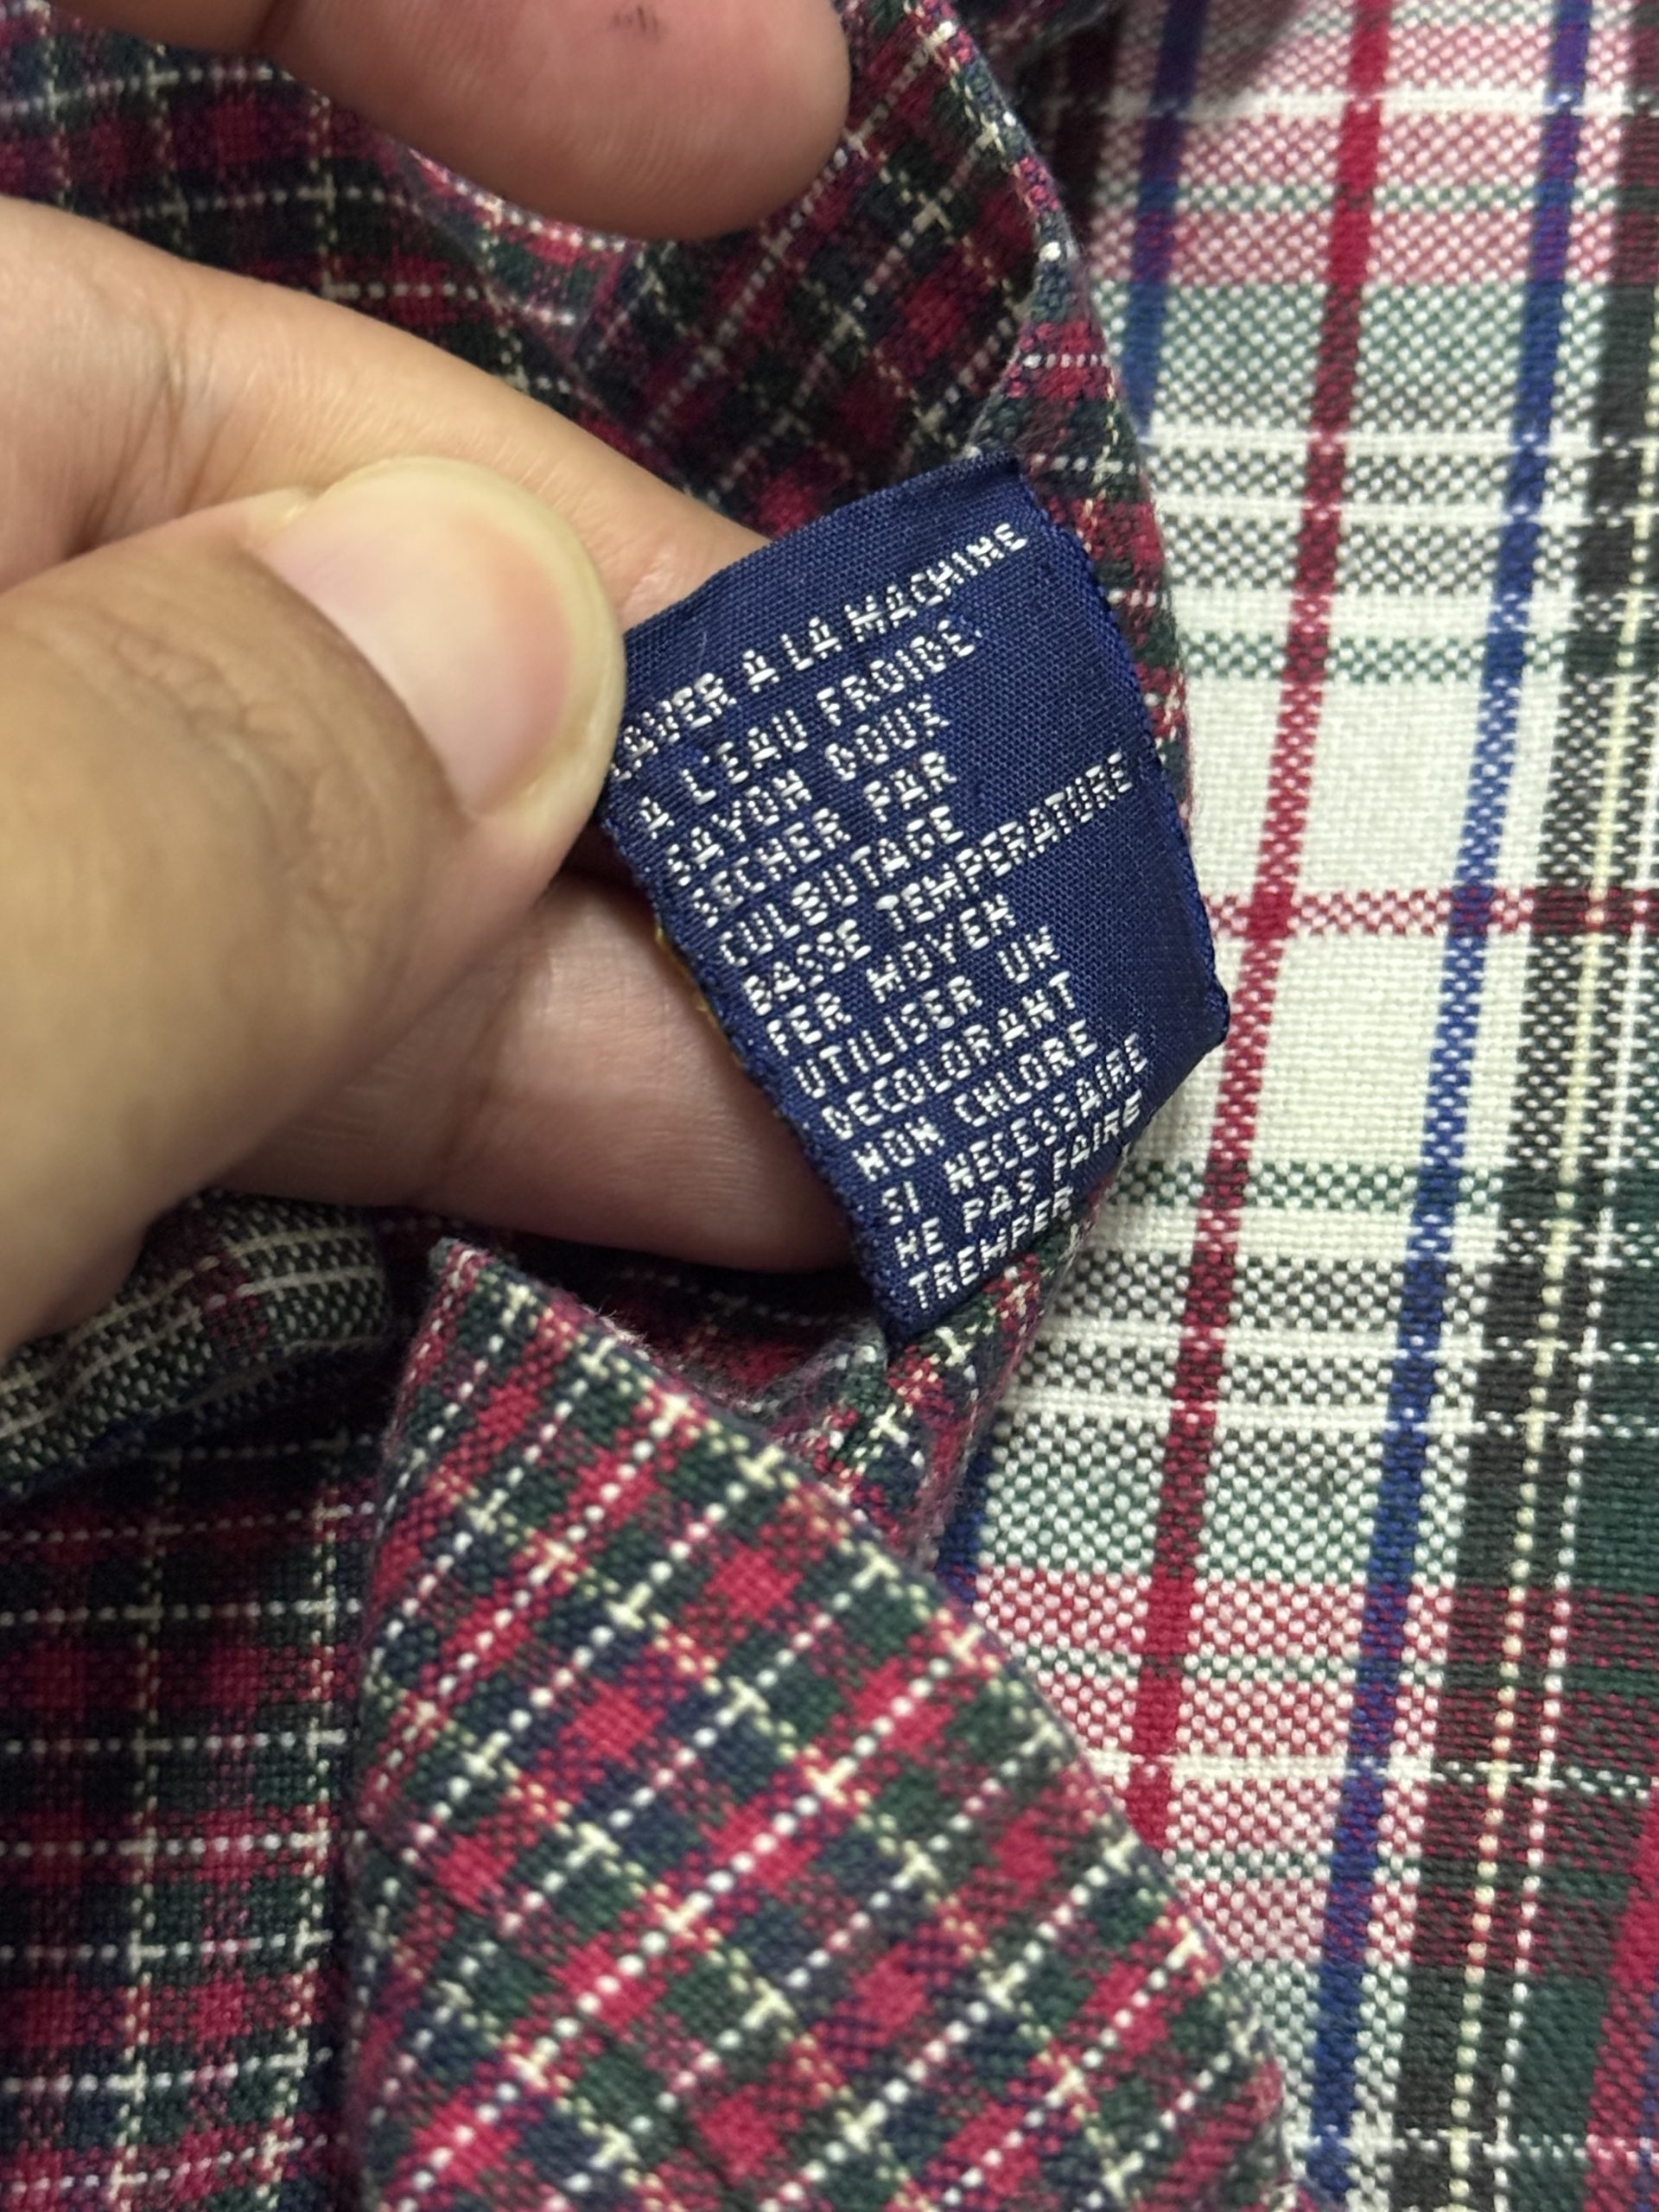 LAVER A LA MACHINE
A L'EAU FROIDE,
SAVON DOUX
SECHER PAR
CULBUTAGE
BASSE TEMPERATURE
FER MOYEN
UTILISER UN
DECOLORANT
NON CHLORE
SI NECESSAIRE
NE PAS FAIRE
TREMPER